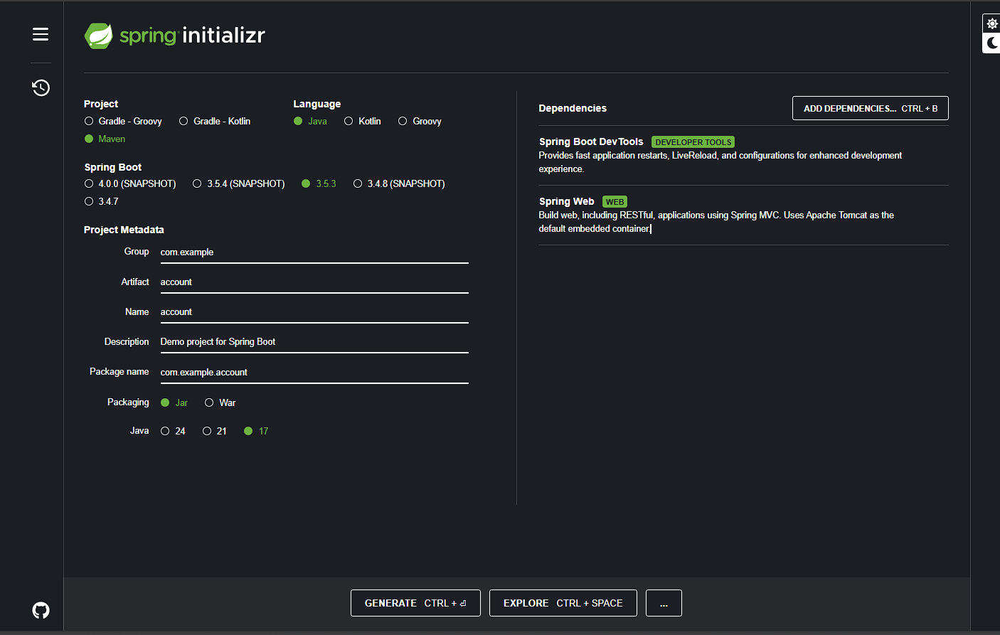 spring initializr
Project
Gradle - Groovy Gradle - Kotlin
Maven
Language
Java Kotlin Groovy
Spring Boot
4.0.0 (SNAPSHOT) 3.5.4 (SNAPSHOT) 3.5.3 3.4.8 (SNAPSHOT)
3.4.7
Project Metadata
Group com.example
Artifact account
Name account
Description Demo project for Spring Boot
Package name com.example.account
Packaging Jar War
Java 24 21 17
Dependencies
ADD DEPENDENCIES... CTRL + B
Spring Boot DevTools DEVELOPER TOOLS
Provides fast application restarts, LiveReload, and configurations for enhanced development
experience.
Spring Web WEB
Build web, including RESTful, applications using Spring MVC. Uses Apache Tomcat as the
default embedded container.
GENERATE CTRL + ⏎
EXPLORE CTRL + SPACE
...